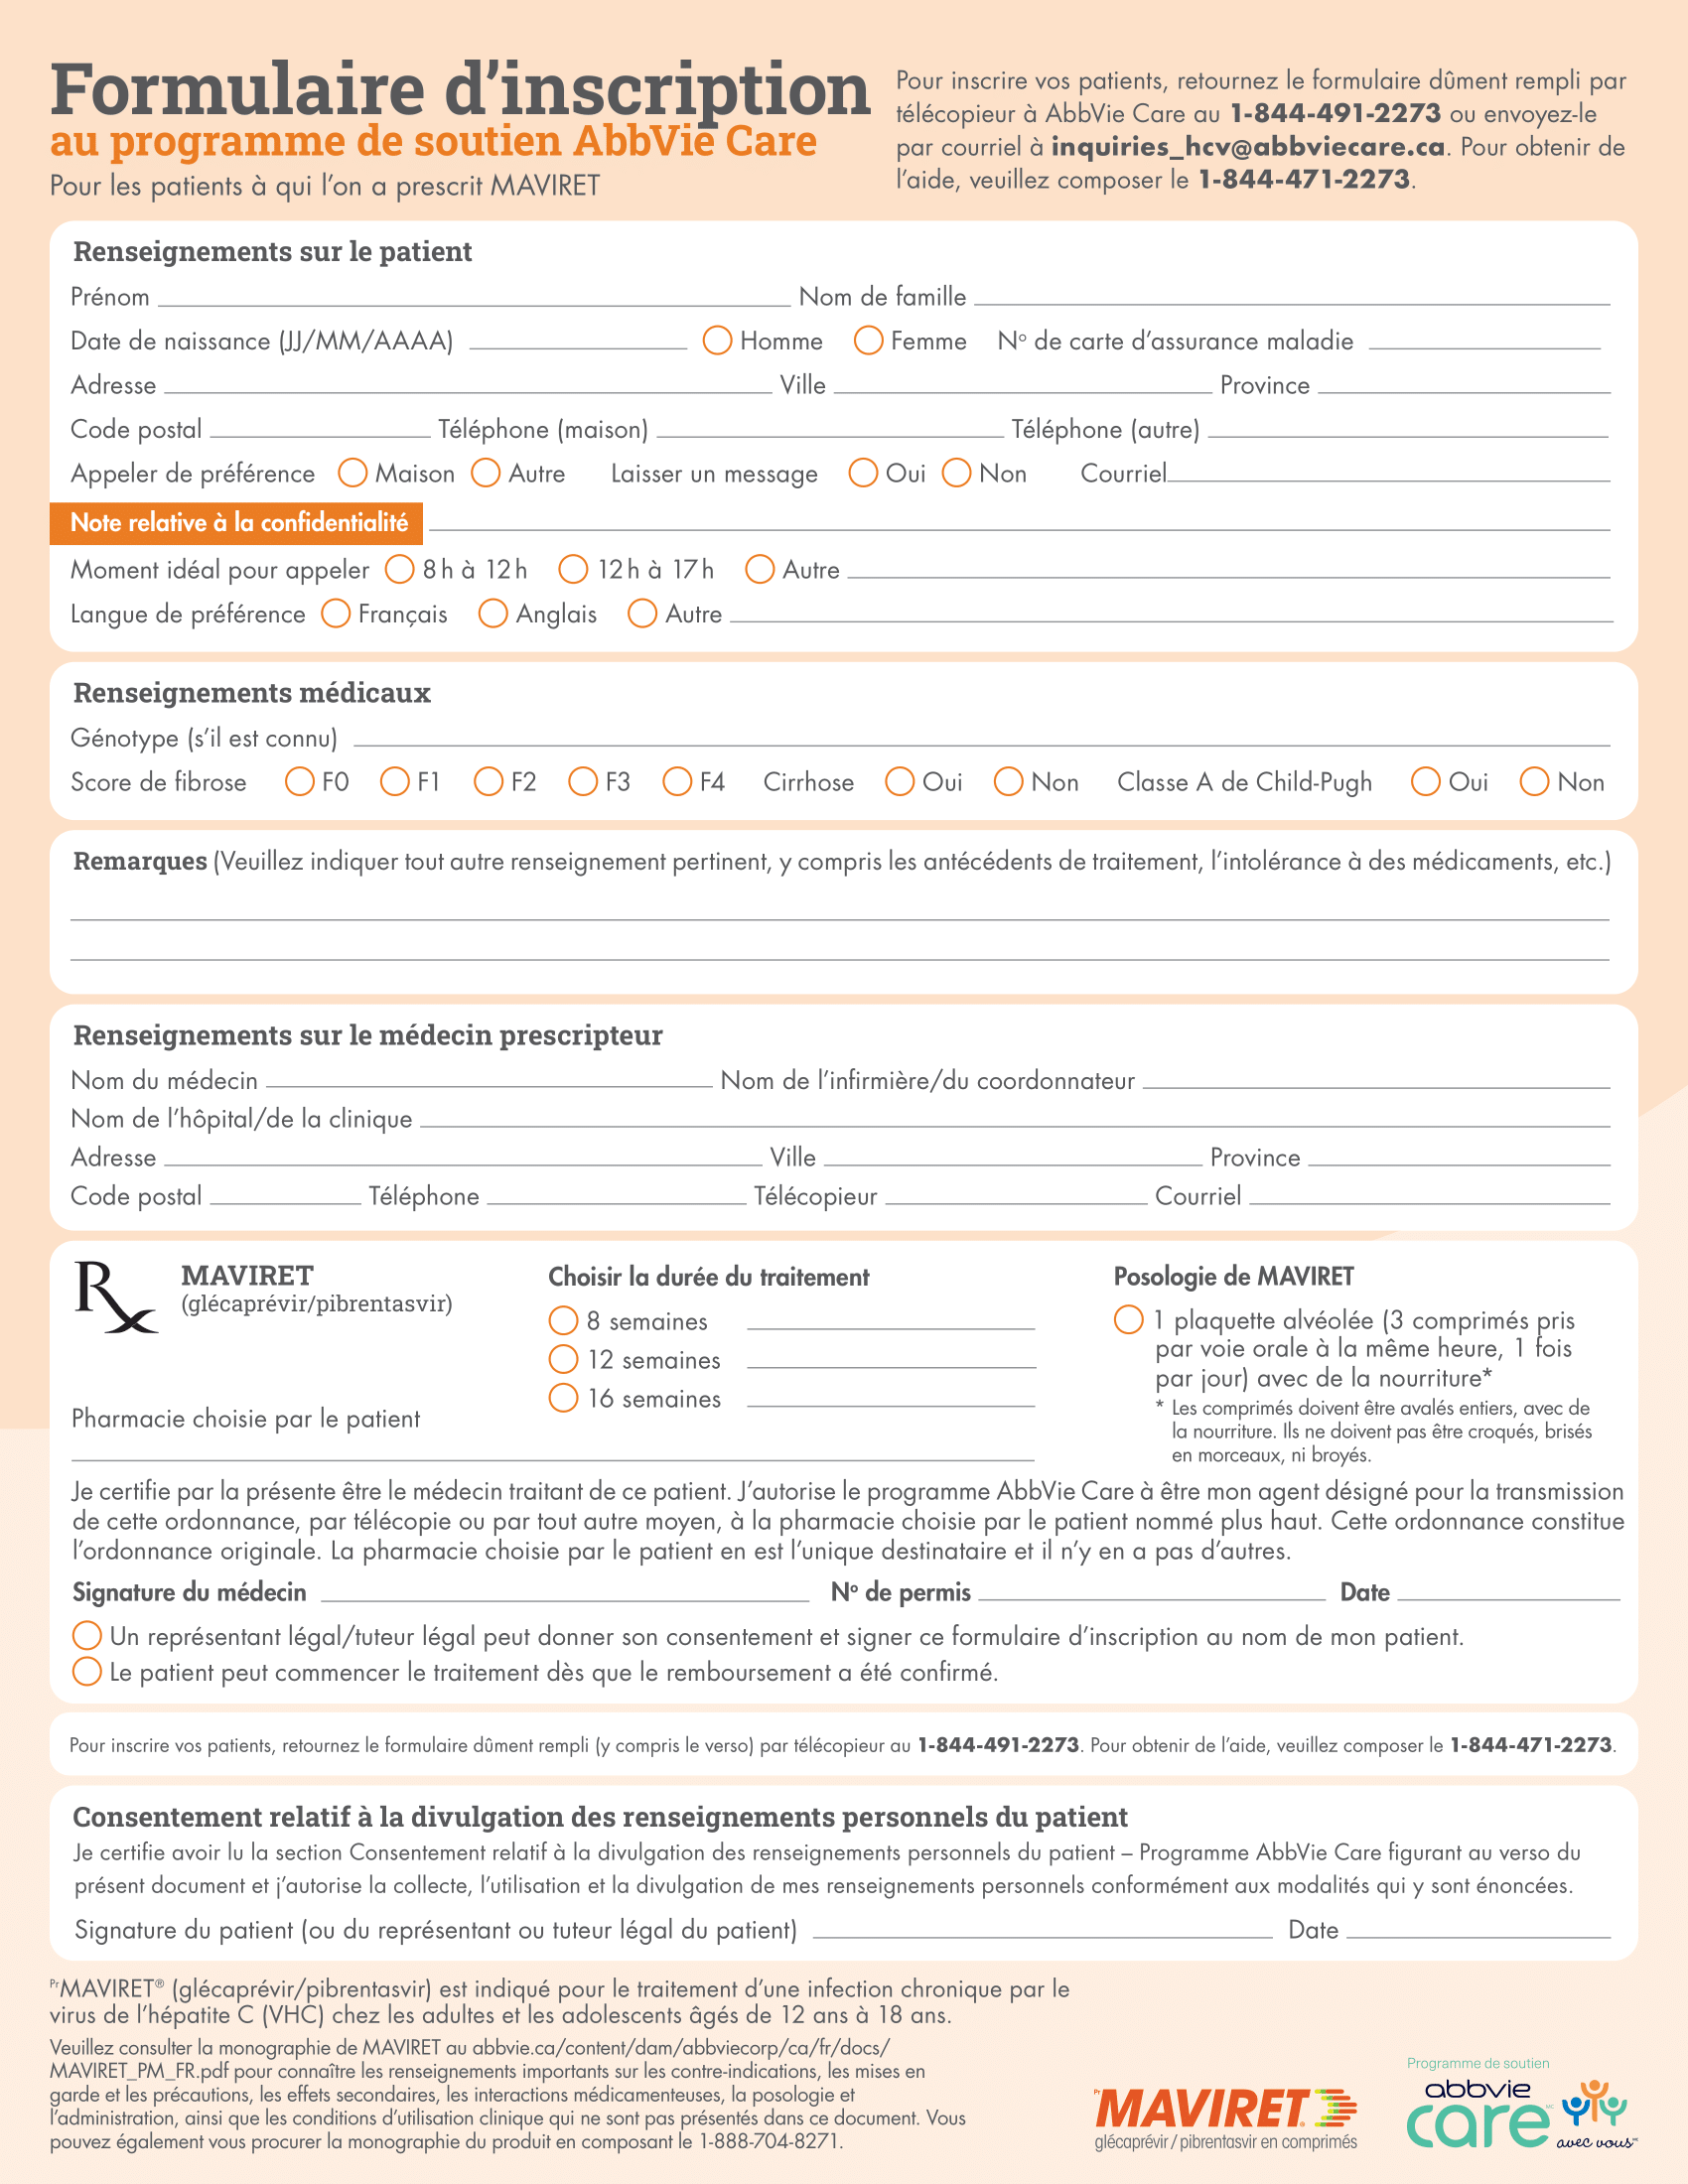 Formulaire d’inscription
au programme de soutien AbbVie Care
Pour les patients à qui l’on a prescrit MAVIRET
Pour inscrire vos patients, retournez le formulaire dûment rempli par
télécopieur à AbbVie Care au 1-844-491-2273 ou envoyez-le
par courriel à inquiries_hcv@abbviecare.ca. Pour obtenir de
l’aide, veuillez composer le 1-844-471-2273.
Renseignements sur le patient
Prénom Nom de famille
Date de naissance (JJ/MM/AAAA) Homme Femme Nº de carte d’assurance maladie
Adresse Ville Province
Code postal Téléphone (maison) Téléphone (autre)
Appeler de préférence Maison Autre Laisser un message Oui Non Courriel
Note relative à la confidentialité
Moment idéal pour appeler 8 h à 12 h 12 h à 17 h Autre
Langue de préférence Français Anglais Autre
Renseignements médicaux
Génotype (s’il est connu)
Score de fibrose F0 F1 F2 F3 F4 Cirrhose Oui Non Classe A de Child-Pugh Oui Non
Remarques (Veuillez indiquer tout autre renseignement pertinent, y compris les antécédents de traitement, l’intolérance à des médicaments, etc.)
Renseignements sur le médecin prescripteur
Nom du médecin Nom de l’infirmière/du coordonnateur
Nom de l’hôpital/de la clinique
Adresse Ville Province
Code postal Téléphone Télécopieur Courriel
Rx MAVIRET
(glécaprévir/pibrentasvir)
Pharmacie choisie par le patient
Choisir la durée du traitement
8 semaines
12 semaines
16 semaines
Posologie de MAVIRET
1 plaquette alvéolée (3 comprimés pris
par voie orale à la même heure, 1 fois
par jour) avec de la nourriture*
* Les comprimés doivent être avalés entiers, avec de
la nourriture. Ils ne doivent pas être croqués, brisés
en morceaux, ni broyés.
Je certifie par la présente être le médecin traitant de ce patient. J’autorise le programme AbbVie Care à être mon agent désigné pour la transmission
de cette ordonnance, par télécopie ou par tout autre moyen, à la pharmacie choisie par le patient nommé plus haut. Cette ordonnance constitue
l’ordonnance originale. La pharmacie choisie par le patient en est l’unique destinataire et il n’y en a pas d’autres.
Signature du médecin Nº de permis Date
Un représentant légal/tuteur légal peut donner son consentement et signer ce formulaire d’inscription au nom de mon patient.
Le patient peut commencer le traitement dès que le remboursement a été confirmé.
Pour inscrire vos patients, retournez le formulaire dûment rempli (y compris le verso) par télécopieur au 1-844-491-2273. Pour obtenir de l’aide, veuillez composer le 1-844-471-2273.
Consentement relatif à la divulgation des renseignements personnels du patient
Je certifie avoir lu la section Consentement relatif à la divulgation des renseignements personnels du patient – Programme AbbVie Care figurant au verso du
présent document et j’autorise la collecte, l’utilisation et la divulgation de mes renseignements personnels conformément aux modalités qui y sont énoncées.
Signature du patient (ou du représentant ou tuteur légal du patient) Date
PrMAVIRET® (glécaprévir/pibrentasvir) est indiqué pour le traitement d’une infection chronique par le
virus de l’hépatite C (VHC) chez les adultes et les adolescents âgés de 12 ans à 18 ans.
Veuillez consulter la monographie de MAVIRET au abbvie.ca/content/dam/abbviecorp/ca/fr/docs/
MAVIRET_PM_FR.pdf pour connaître les renseignements importants sur les contre-indications, les mises en
garde et les précautions, les effets secondaires, les interactions médicamenteuses, la posologie et
l’administration, ainsi que les conditions d’utilisation clinique qui ne sont pas présentés dans ce document. Vous
pouvez également vous procurer la monographie du produit en composant le 1-888-704-8271.
PrMAVIRET®
glécaprévir / pibrentasvir en comprimés
Programme de soutien
abbvie
care MC
avec vous MC